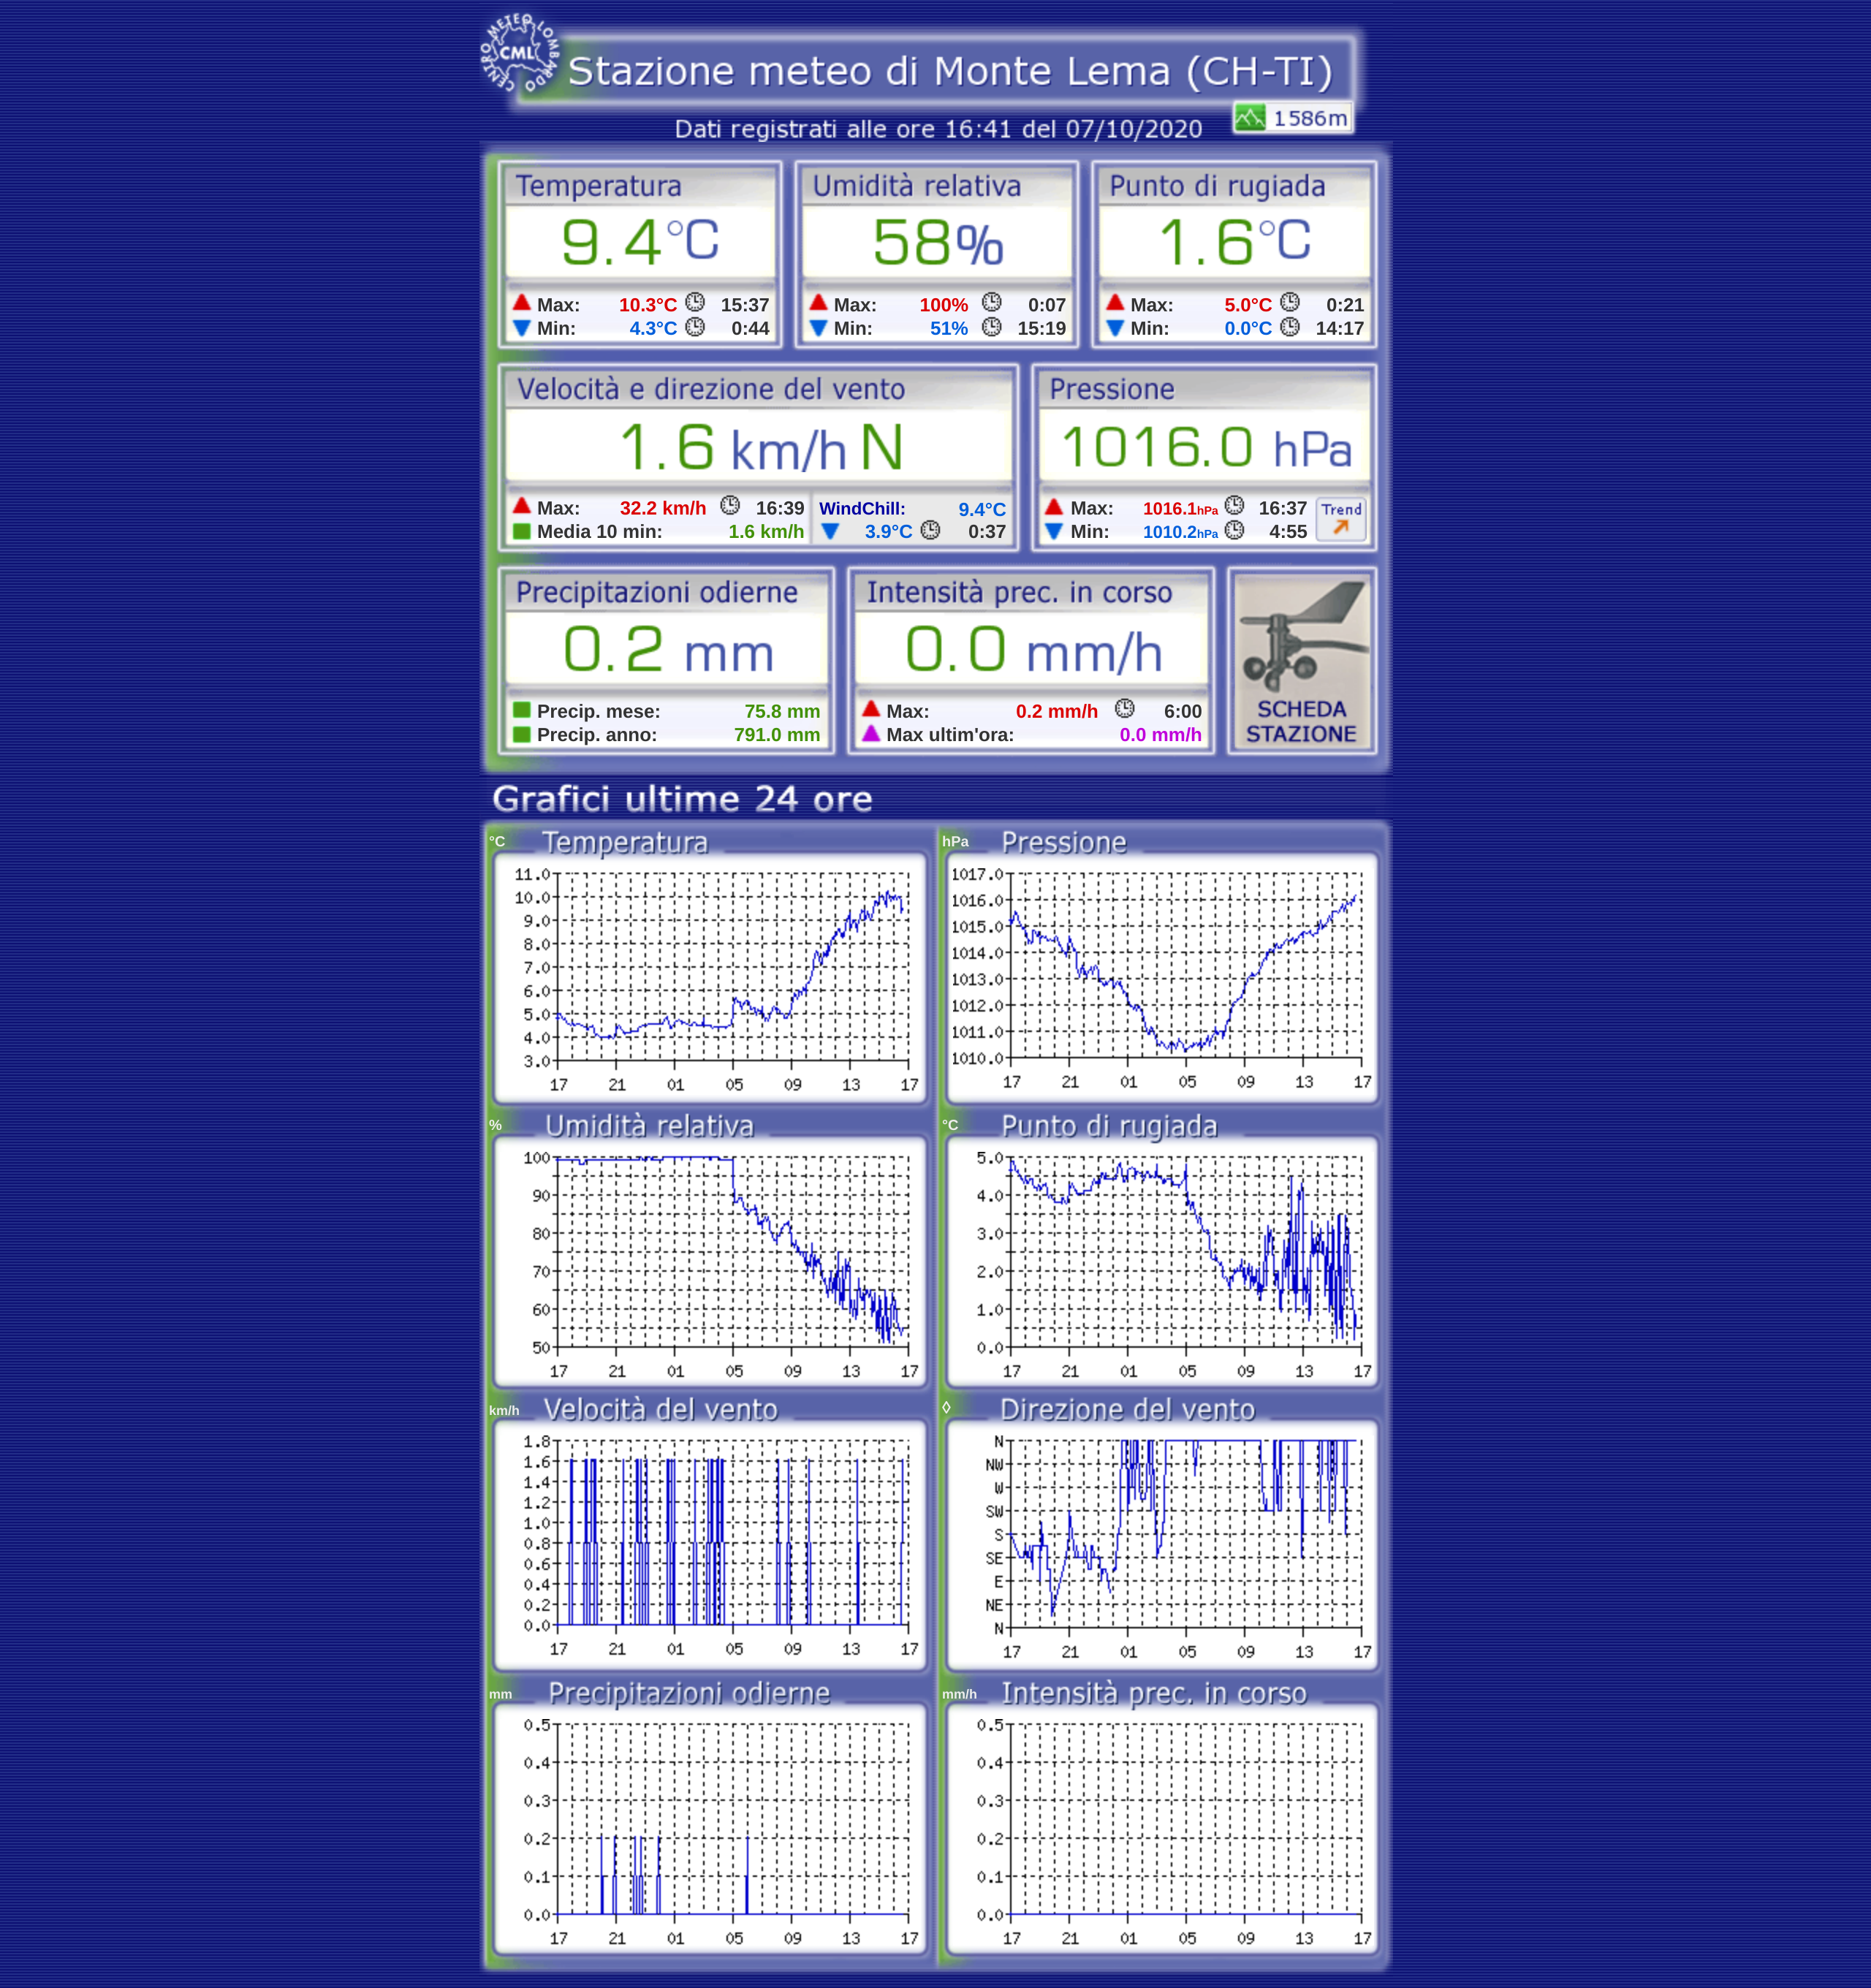 CENTRO METEO LOMBARDO
CML
Stazione meteo di Monte Lema (CH-TI)
1586m
Dati registrati alle ore 16:41 del 07/10/2020
Temperatura
9.4°C
Max: 10.3°C 15:37
Min: 4.3°C 0:44
Umidità relativa
58%
Max: 100% 0:07
Min: 51% 15:19
Punto di rugiada
1.6°C
Max: 5.0°C 0:21
Min: 0.0°C 14:17
Velocità e direzione del vento
1.6 km/h N
Max: 32.2 km/h 16:39
Media 10 min: 1.6 km/h
WindChill: 9.4°C
3.9°C 0:37
Pressione
1016.0 hPa
Max: 1016.1hPa 16:37
Min: 1010.2hPa 4:55
Trend
Precipitazioni odierne
0.2 mm
Precip. mese: 75.8 mm
Precip. anno: 791.0 mm
Intensità prec. in corso
0.0 mm/h
Max: 0.2 mm/h 6:00
Max ultim'ora: 0.0 mm/h
SCHEDA
STAZIONE
Grafici ultime 24 ore
°C Temperatura
11.0
10.0
9.0
8.0
7.0
6.0
5.0
4.0
3.0
17 21 01 05 09 13 17
hPa Pressione
1017.0
1016.0
1015.0
1014.0
1013.0
1012.0
1011.0
1010.0
17 21 01 05 09 13 17
% Umidità relativa
100
90
80
70
60
50
17 21 01 05 09 13 17
°C Punto di rugiada
5.0
4.0
3.0
2.0
1.0
0.0
17 21 01 05 09 13 17
km/h Velocità del vento
1.8
1.6
1.4
1.2
1.0
0.8
0.6
0.4
0.2
0.0
17 21 01 05 09 13 17
◊ Direzione del vento
N
NW
W
SW
S
SE
E
NE
N
17 21 01 05 09 13 17
mm Precipitazioni odierne
0.5
0.4
0.3
0.2
0.1
0.0
17 21 01 05 09 13 17
mm/h Intensità prec. in corso
0.5
0.4
0.3
0.2
0.1
0.0
17 21 01 05 09 13 17